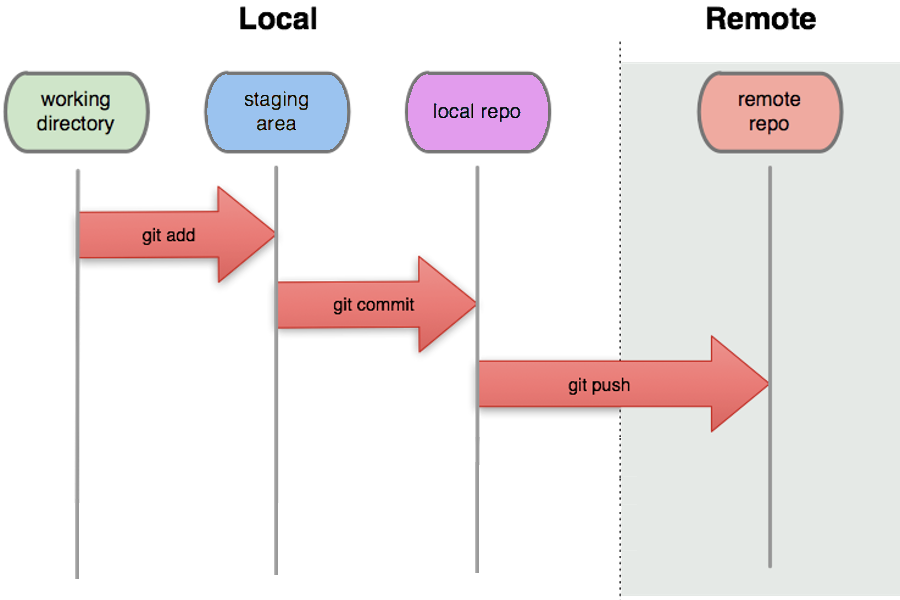 Local
Remote
working
directory
staging
area
local repo
remote
repo
git add
git commit
git push